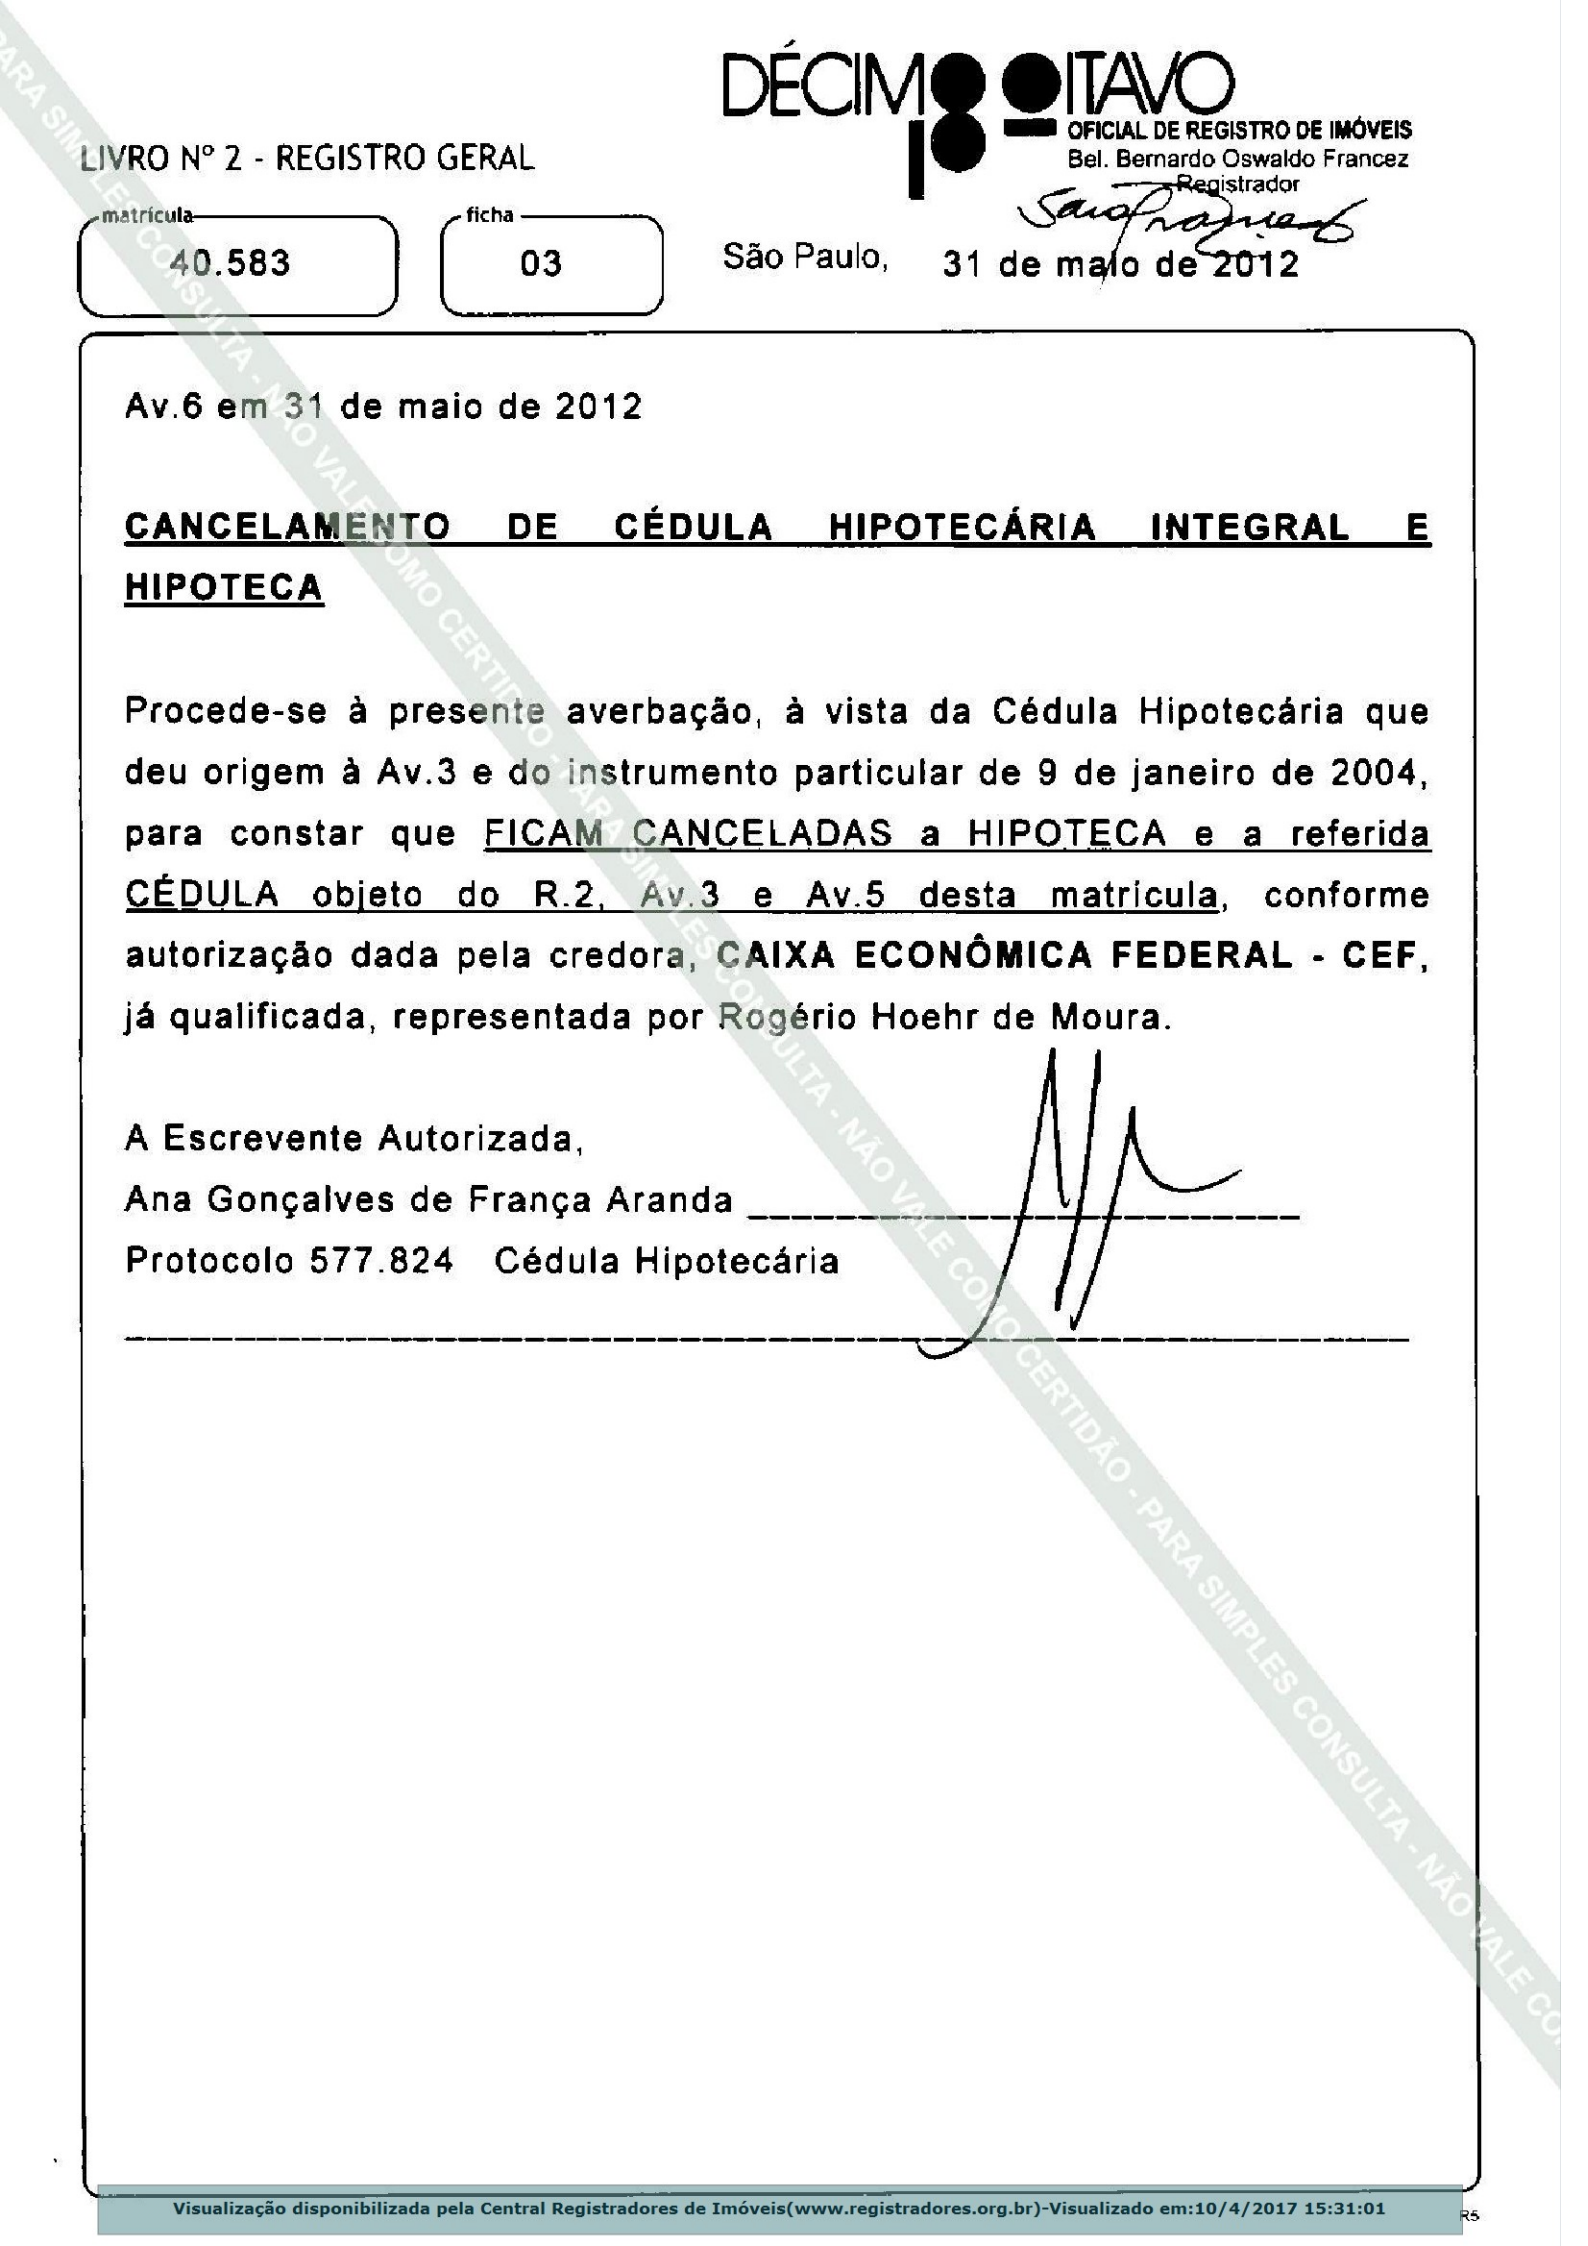 DÉCIMO OITAVO
18
OFICIAL DE REGISTRO DE IMÓVEIS
Bel. Bernardo Oswaldo Francez
Registrador
LIVRO Nº 2 - REGISTRO GERAL
matrícula
ficha
40.583
03
São Paulo, 31 de maio de 2012
Av.6 em 31 de maio de 2012
CANCELAMENTO DE CÉDULA HIPOTECÁRIA INTEGRAL E
HIPOTECA
Procede-se à presente averbação, à vista da Cédula Hipotecária que
deu origem à Av.3 e do instrumento particular de 9 de janeiro de 2004,
para constar que FICAM CANCELADAS a HIPOTECA e a referida
CÉDULA objeto do R.2, Av.3 e Av.5 desta matrícula, conforme
autorização dada pela credora, CAIXA ECONÔMICA FEDERAL - CEF,
já qualificada, representada por Rogério Hoehr de Moura.
A Escrevente Autorizada,
Ana Gonçalves de França Aranda
Protocolo 577.824 Cédula Hipotecária
PARA SIMPLES CONSULTA - NÃO VALE COMO CERTIDÃO - PARA SIMPLES CONSULTA - NÃO VALE COMO CERTIDÃO - PARA SIMPLES CONSULTA - NÃO VALE CO
Visualização disponibilizada pela Central Registradores de Imóveis(www.registradores.org.br)-Visualizado em:10/4/2017 15:31:01
R5